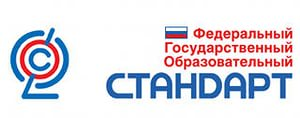 Федеральный
Государственный
Образовательный
СТАНДАРТ